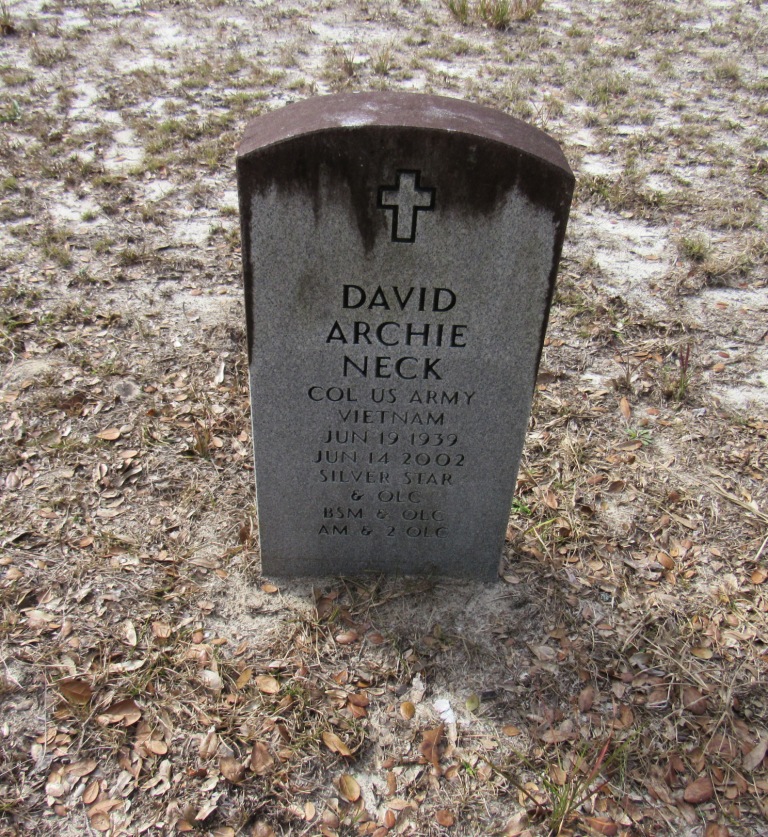 DAVID
ARCHIE
NECK
COL US ARMY
VIETNAM
JUN 19 1939
JUN 14 2002
SILVER STAR
& OLC
BSM & OLC
AM & 2 OLC